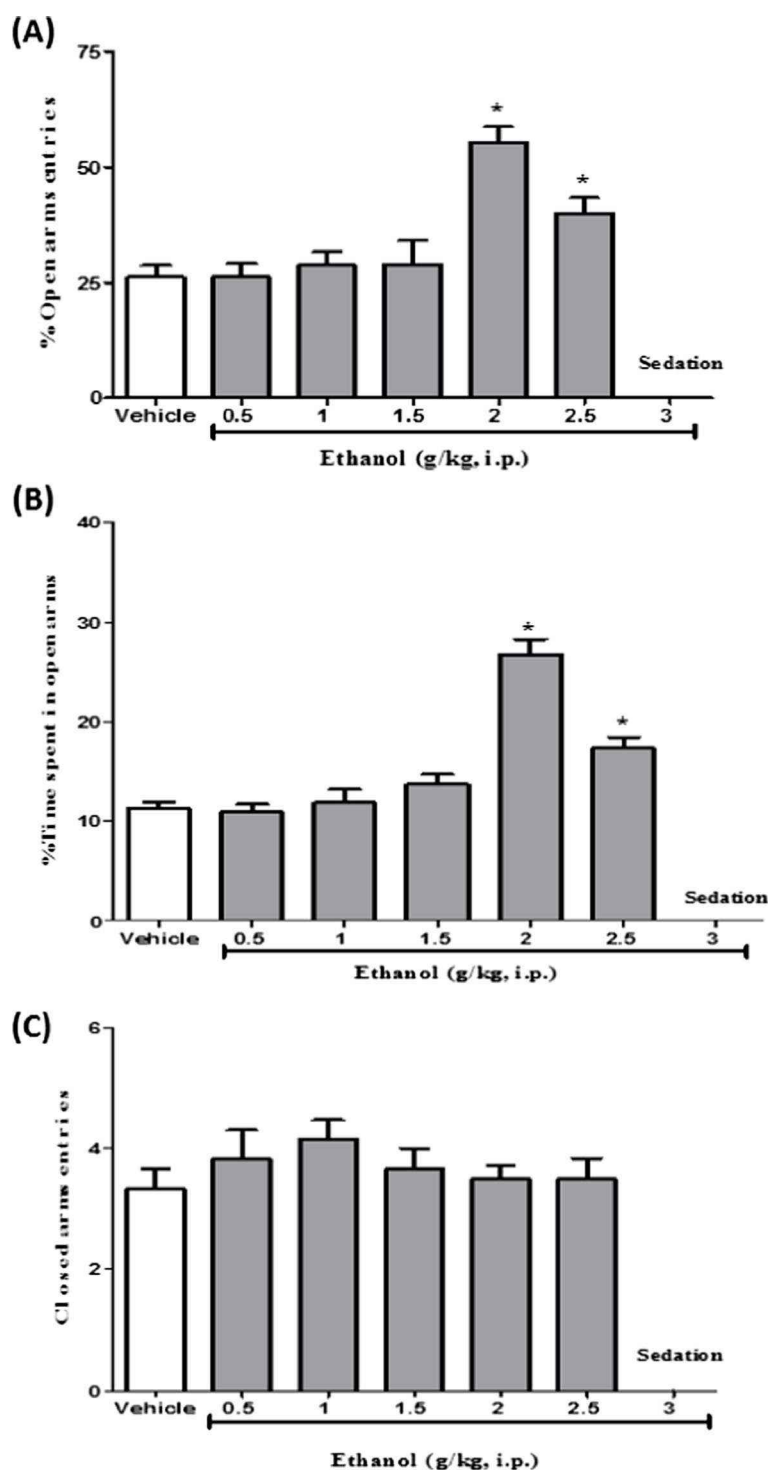 (A)
75
50
25
0
%Open arms entries
*
*
Sedation
Vehicle 0.5 1 1.5 2 2.5 3
Ethanol (g/kg, i.p.)
(B)
40
30
20
10
0
%Time spent in open arms
*
*
Sedation
Vehicle 0.5 1 1.5 2 2.5 3
Ethanol (g/kg, i.p.)
(C)
6
4
2
0
Closed arms entries
Sedation
Vehicle 0.5 1 1.5 2 2.5 3
Ethanol (g/kg, i.p.)